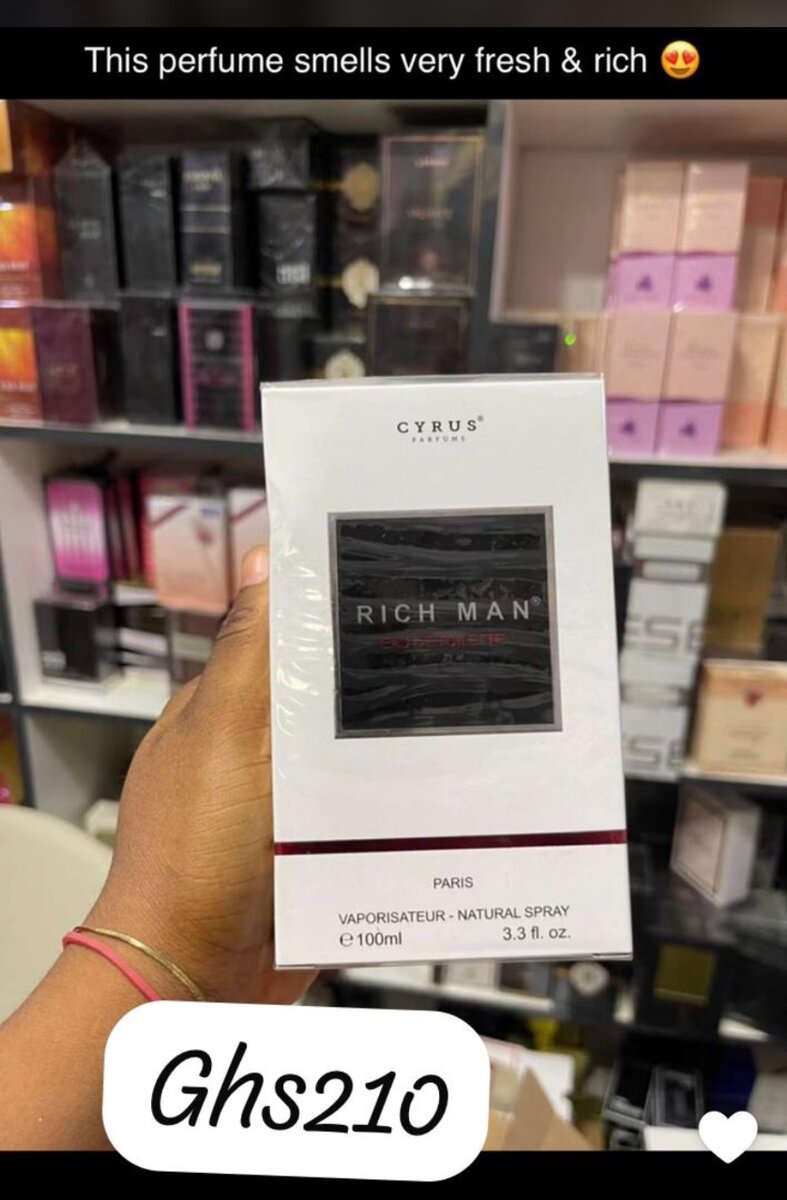 This perfume smells very fresh & rich 😍
CYRUS®
PARFUMS
RICH MAN®
EAU DE TOILETTE
PARIS
VAPORISATEUR - NATURAL SPRAY
℮100ml 3.3 fl. oz.
Ghs210